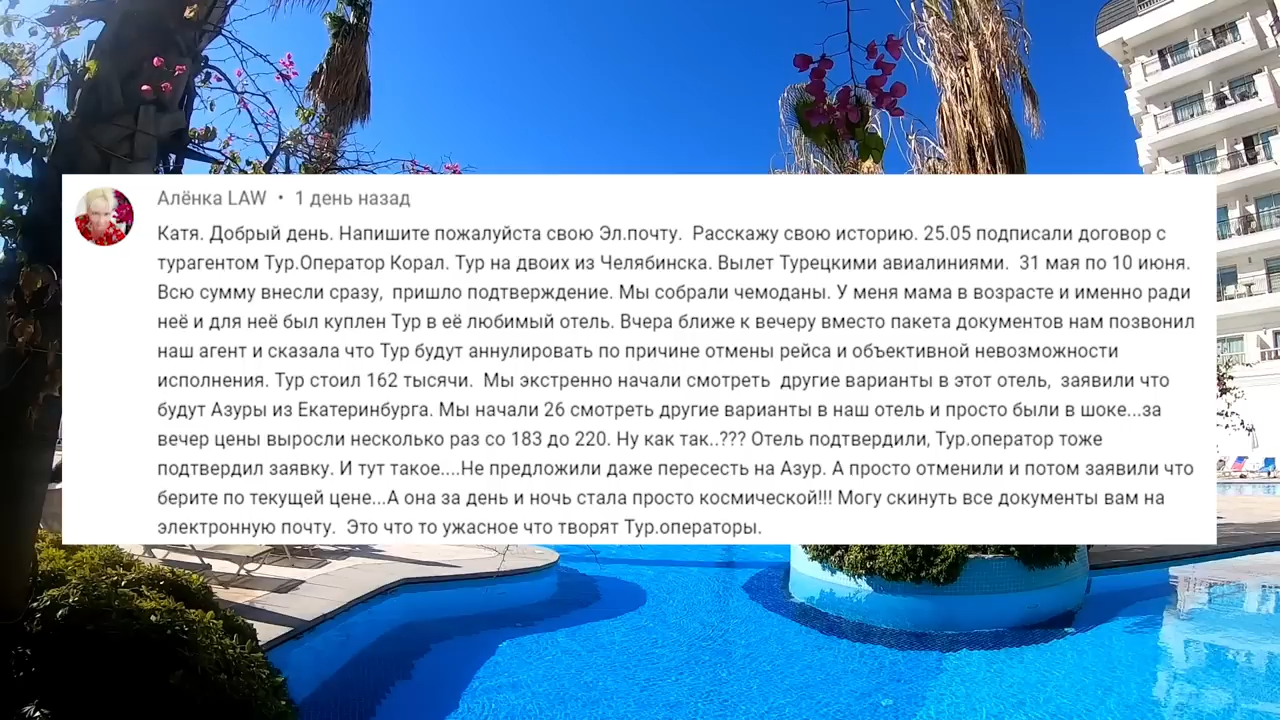 Алёнка LAW • 1 день назад
Катя. Добрый день. Напишите пожалуйста свою Эл.почту. Расскажу свою историю. 25.05 подписали договор с
турагентом Тур.Оператор Корал. Тур на двоих из Челябинска. Вылет Турецкими авиалиниями. 31 мая по 10 июня.
Всю сумму внесли сразу, пришло подтверждение. Мы собрали чемоданы. У меня мама в возрасте и именно ради
неё и для неё был куплен Тур в её любимый отель. Вчера ближе к вечеру вместо пакета документов нам позвонил
наш агент и сказала что Тур будут аннулировать по причине отмены рейса и объективной невозможности
исполнения. Тур стоил 162 тысячи. Мы экстренно начали смотреть другие варианты в этот отель, заявили что
будут Азуры из Екатеринбурга. Мы начали 26 смотреть другие варианты в наш отель и просто были в шоке...за
вечер цены выросли несколько раз со 183 до 220. Ну как так..??? Отель подтвердили, Тур.оператор тоже
подтвердил заявку. И тут такое....Не предложили даже пересесть на Азур. А просто отменили и потом заявили что
берите по текущей цене...А она за день и ночь стала просто космической!!! Могу скинуть все документы вам на
электронную почту. Это что то ужасное что творят Тур.операторы.